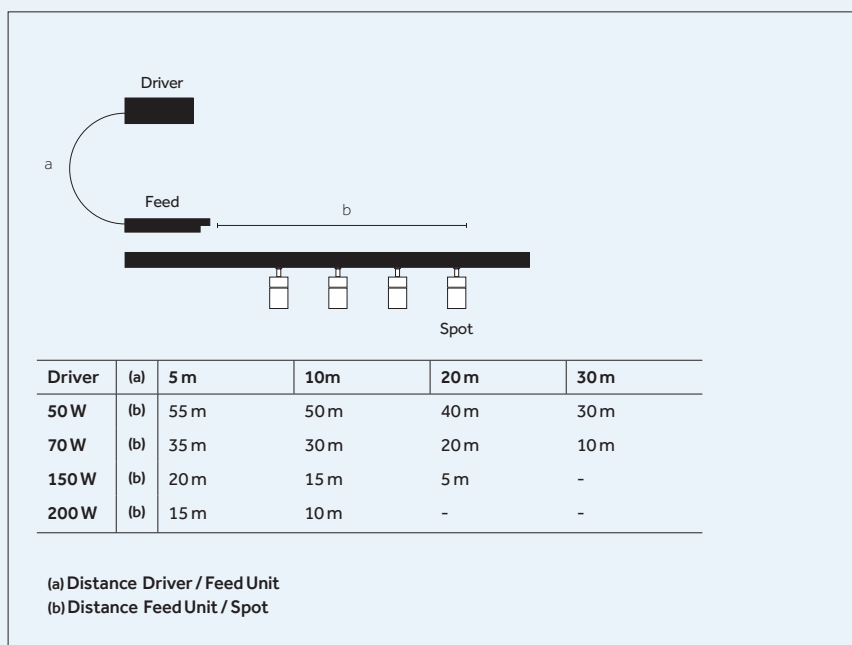 Driver
a
Feed
b
Spot
Driver (a) 5 m 10m 20 m 30 m
50 W (b) 55 m 50 m 40 m 30 m
70 W (b) 35 m 30 m 20 m 10 m
150 W (b) 20 m 15 m 5 m -
200 W (b) 15 m 10 m - -
(a) Distance Driver / Feed Unit
(b) Distance Feed Unit / Spot